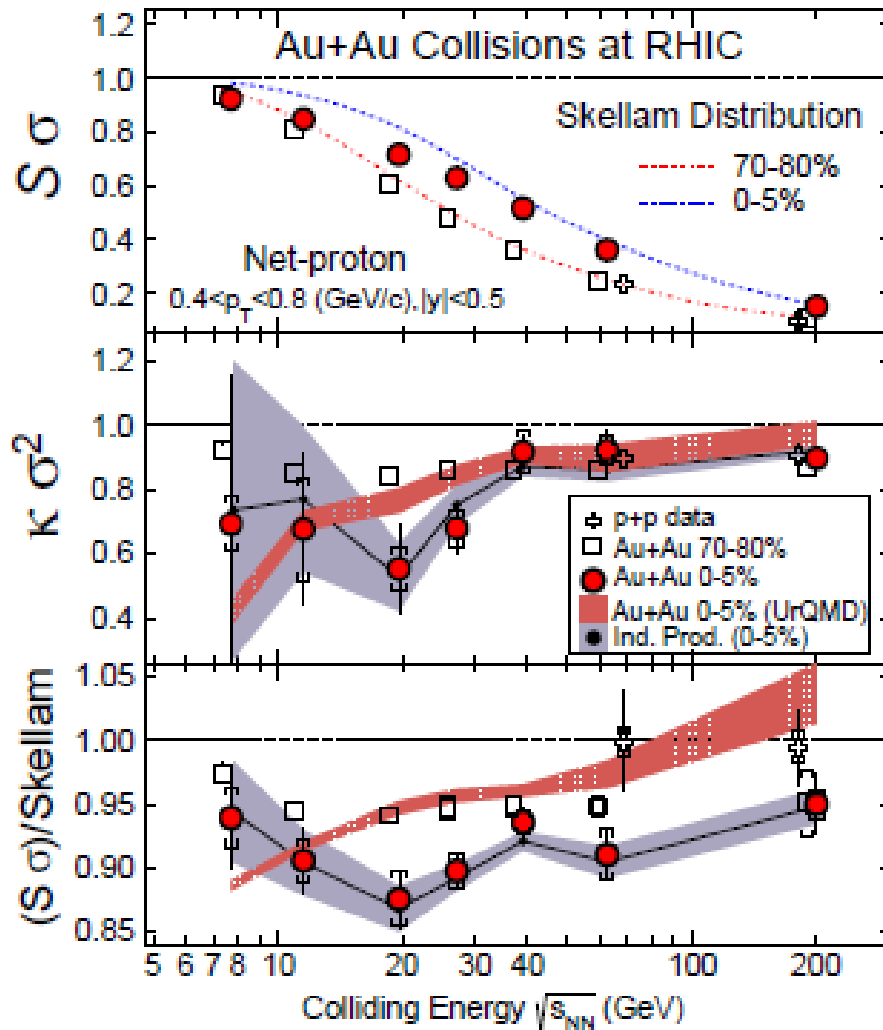 Au+Au Collisions at RHIC
Skellam Distribution
70-80%
0-5%
Net-proton
0.4<p_T<0.8 (GeV/c),|y|<0.5
S σ
1.2
1.0
0.8
0.6
0.4
0.2
κ σ²
1.2
1.0
0.8
0.6
0.4
p+p data
Au+Au 70-80%
Au+Au 0-5%
Au+Au 0-5% (UrQMD)
Ind. Prod. (0-5%)
(S σ)/Skellam
1.05
1.00
0.95
0.90
0.85
5 6 7 8 10 20 30 40 100 200
Colliding Energy √s_NN (GeV)